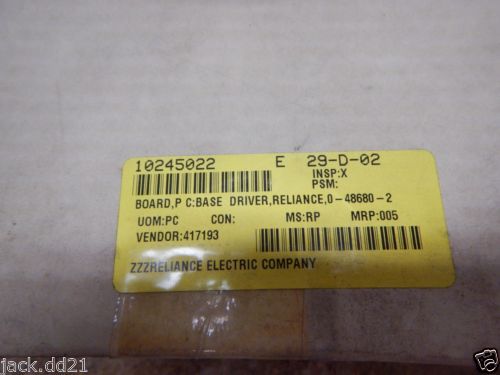 10245022 E 29-D-02
INSP:X
PSM:
BOARD,P C:BASE DRIVER,RELIANCE,0-48680-2
UOM:PC CON: MS:RP MRP:005
VENDOR:417193
ZZZRELIANCE ELECTRIC COMPANY
jack.dd21